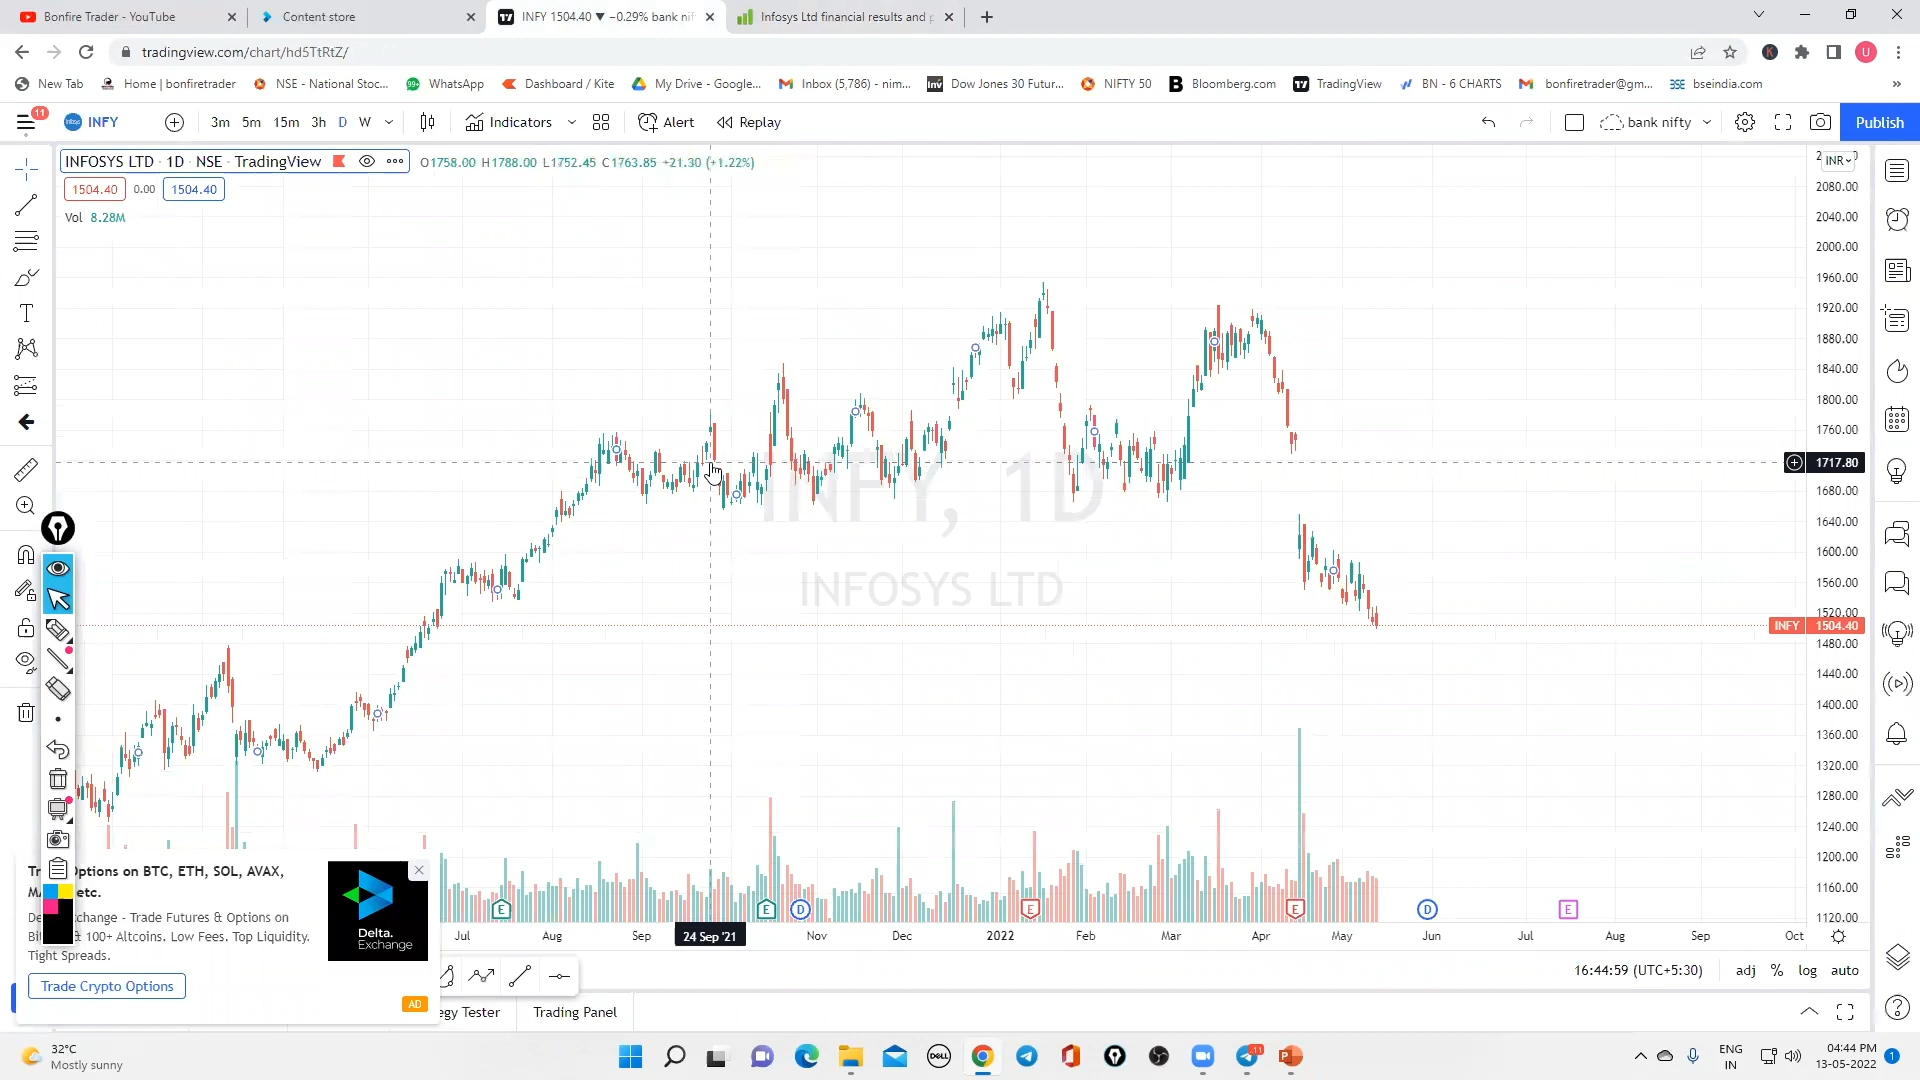 Bonfire Trader - YouTube
Content store
INFY 1504.40 ▼ −0.29% bank nif
Infosys Ltd financial results and p
tradingview.com/chart/hd5TtRtZ/
U
New Tab
Home | bonfiretrader
NSE - National Stoc...
WhatsApp
Dashboard / Kite
My Drive - Google...
Inbox (5,786) - nim...
Dow Jones 30 Futur...
NIFTY 50
Bloomberg.com
TradingView
BN - 6 CHARTS
bonfiretrader@gm...
bseindia.com
11
INFY
3m 5m 15m 3h D W
Indicators
Alert
Replay
bank nifty
Publish
INFOSYS LTD · 1D · NSE · TradingView
O1758.00 H1788.00 L1752.45 C1763.85 +21.30 (+1.22%)
INR
1504.40 0.00 1504.40
Vol 8.28M
2080.00
2040.00
2000.00
1960.00
1920.00
1880.00
1840.00
1800.00
1760.00
1717.80
1680.00
1640.00
1600.00
1560.00
1520.00
INFY 1504.40
1480.00
1440.00
1400.00
1360.00
1320.00
1280.00
1240.00
1200.00
1160.00
1120.00
INFY, 1D
INFOSYS LTD
E E D E E D E
Jul Aug Sep 24 Sep '21 Nov Dec 2022 Feb Mar Apr May Jun Jul Aug Sep Oct
Options on BTC, ETH, SOL, AVAX,
etc.
Exchange - Trade Futures & Options on
100+ Altcoins. Low Fees. Top Liquidity.
Tight Spreads.
Trade Crypto Options
Delta.
Exchange
AD
16:44:59 (UTC+5:30)
adj % log auto
egy Tester
Trading Panel
32°C
Mostly sunny
DELL
11
ENG
IN
04:44 PM
13-05-2022
1